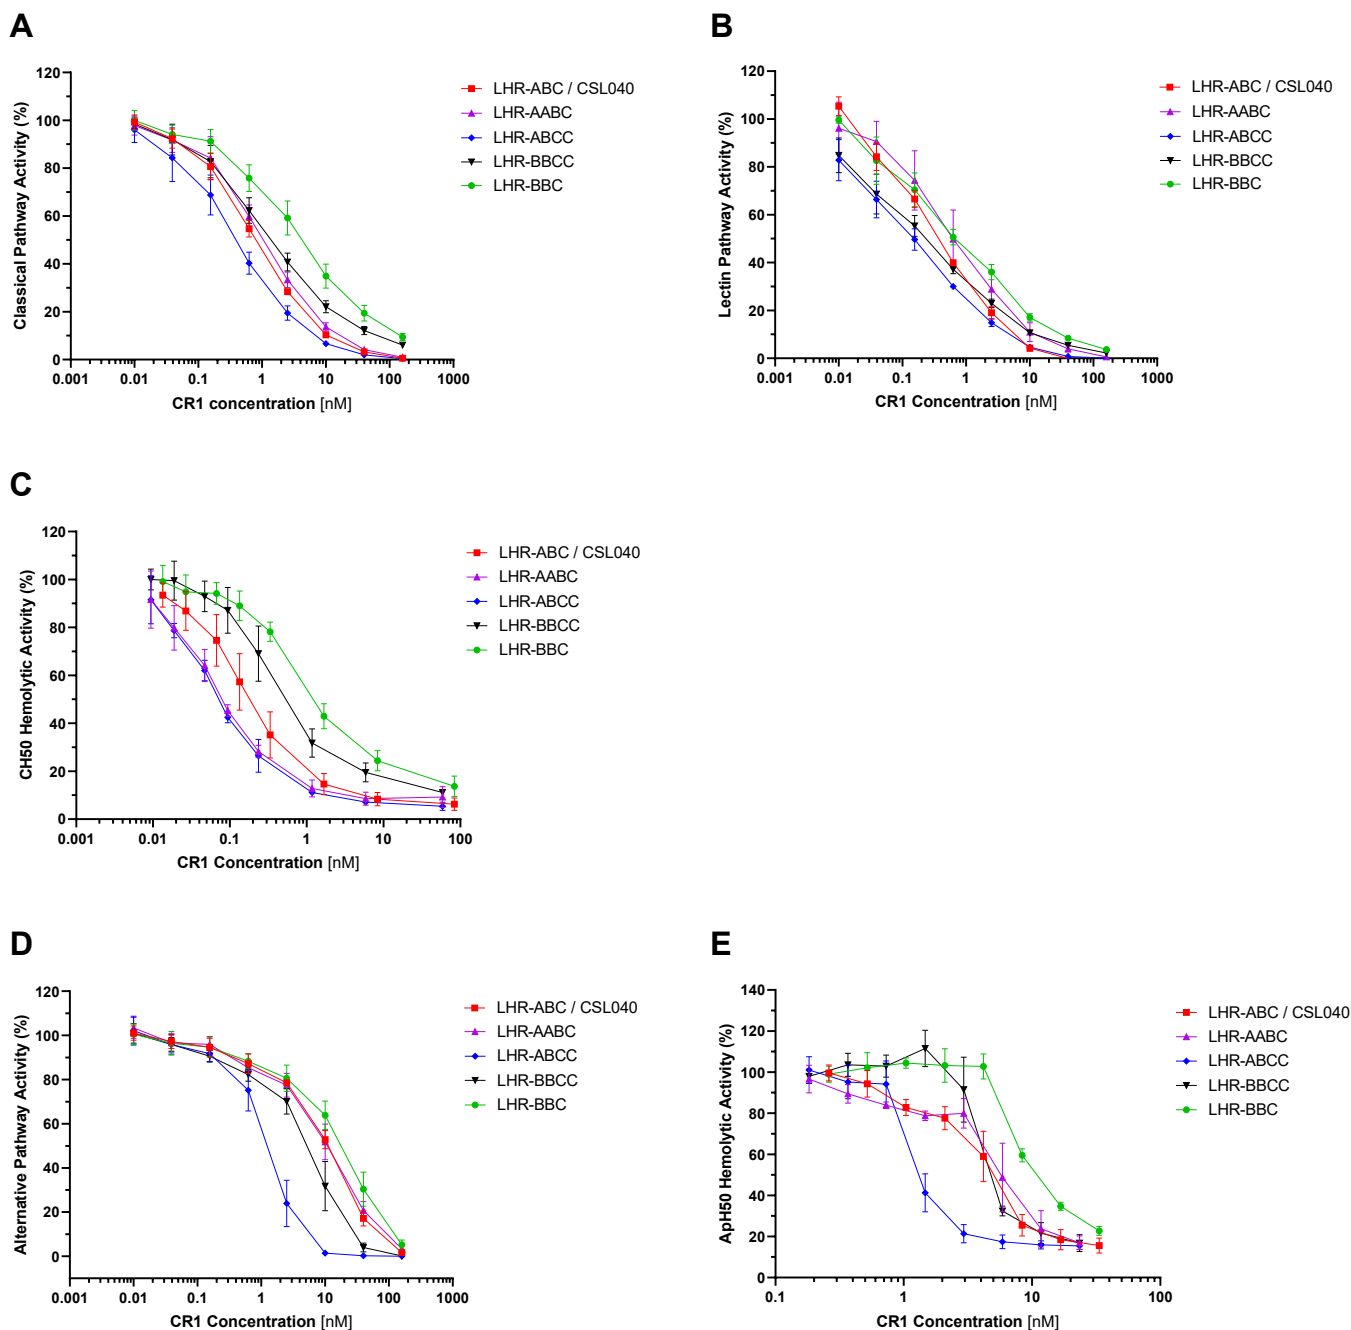 A
Classical Pathway Activity (%)
120
100
80
60
40
20
0
0.001 0.01 0.1 1 10 100 1000
CR1 concentration [nM]
LHR-ABC / CSL040
LHR-AABC
LHR-ABCC
LHR-BBCC
LHR-BBC
B
Lectin Pathway Activity (%)
120
100
80
60
40
20
0
0.001 0.01 0.1 1 10 100 1000
CR1 Concentration [nM]
LHR-ABC / CSL040
LHR-AABC
LHR-ABCC
LHR-BBCC
LHR-BBC
C
CH50 Hemolytic Activity (%)
120
100
80
60
40
20
0
0.001 0.01 0.1 1 10 100
CR1 Concentration [nM]
LHR-ABC / CSL040
LHR-AABC
LHR-ABCC
LHR-BBCC
LHR-BBC
D
Alternative Pathway Activity (%)
120
100
80
60
40
20
0
0.001 0.01 0.1 1 10 100 1000
CR1 Concentration [nM]
LHR-ABC / CSL040
LHR-AABC
LHR-ABCC
LHR-BBCC
LHR-BBC
E
ApH50 Hemolytic Activity (%)
140
120
100
80
60
40
20
0
0.1 1 10 100
CR1 Concentration [nM]
LHR-ABC / CSL040
LHR-AABC
LHR-ABCC
LHR-BBCC
LHR-BBC